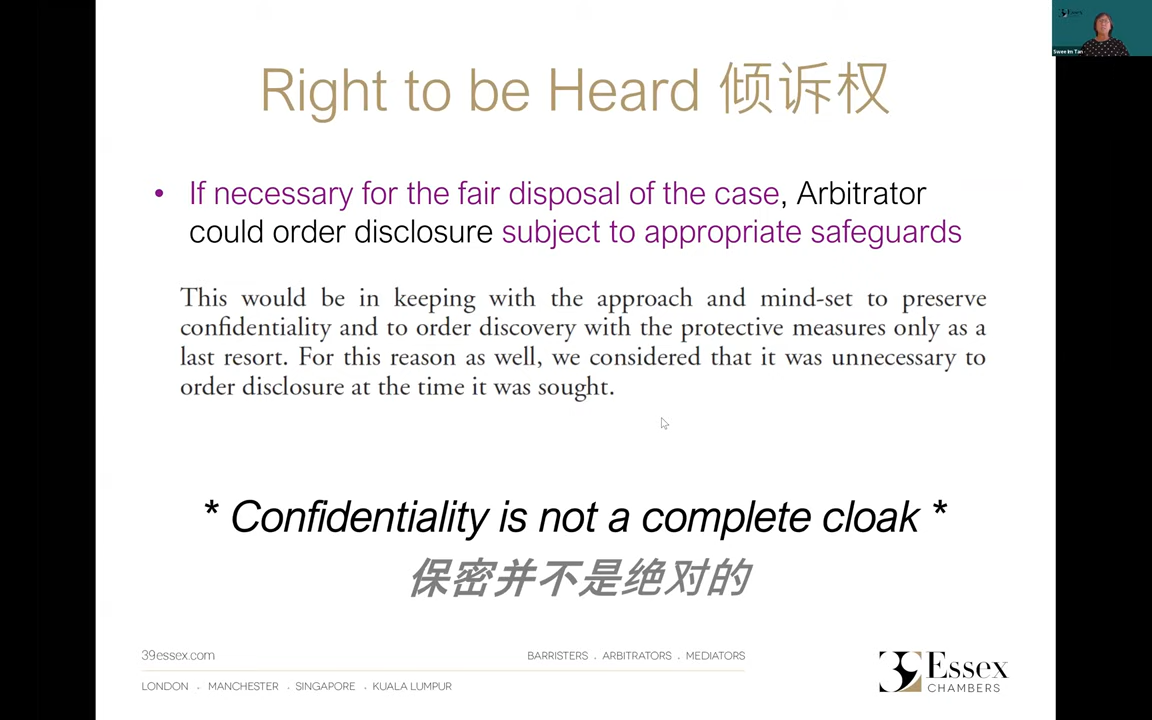 Right to be Heard 倾诉权
• If necessary for the fair disposal of the case, Arbitrator
could order disclosure subject to appropriate safeguards
This would be in keeping with the approach and mind-set to preserve
confidentiality and to order discovery with the protective measures only as a
last resort. For this reason as well, we considered that it was unnecessary to
order disclosure at the time it was sought.
* Confidentiality is not a complete cloak *
保密并不是绝对的
39essex.com
BARRISTERS . ARBITRATORS . MEDIATORS
LONDON . MANCHESTER . SINGAPORE . KUALA LUMPUR
39 Essex
CHAMBERS
39 Essex
Swee Im Tan